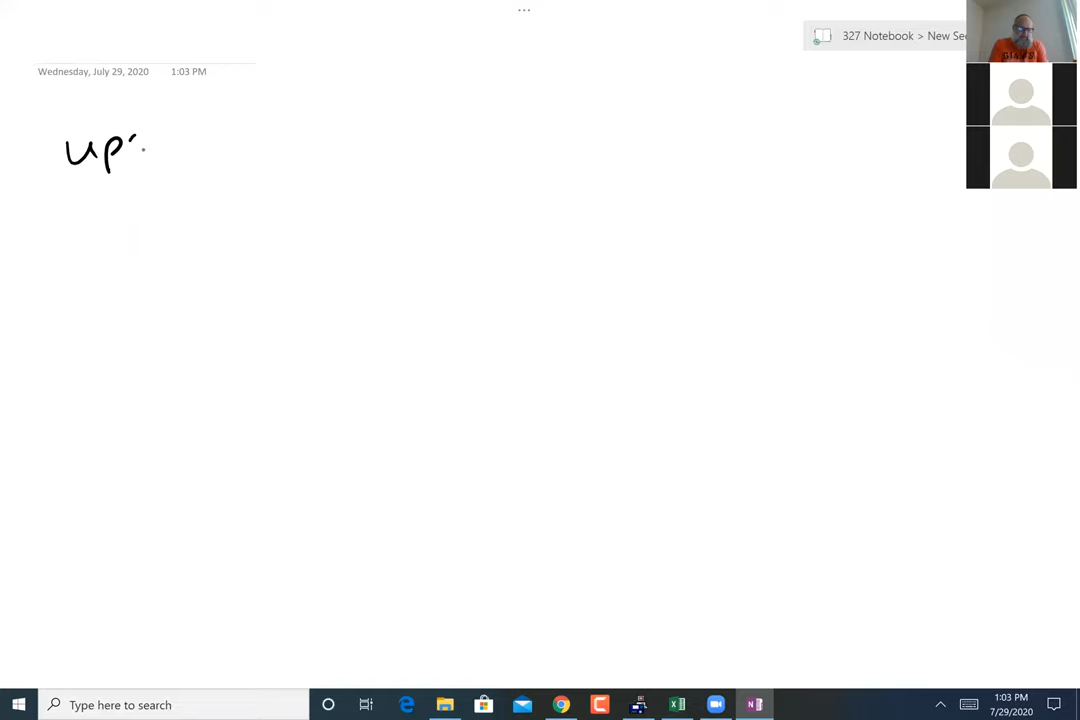 327 Notebook > New Se
Wednesday, July 29, 2020 1:03 PM
up
Type here to search
1:03 PM
7/29/2020